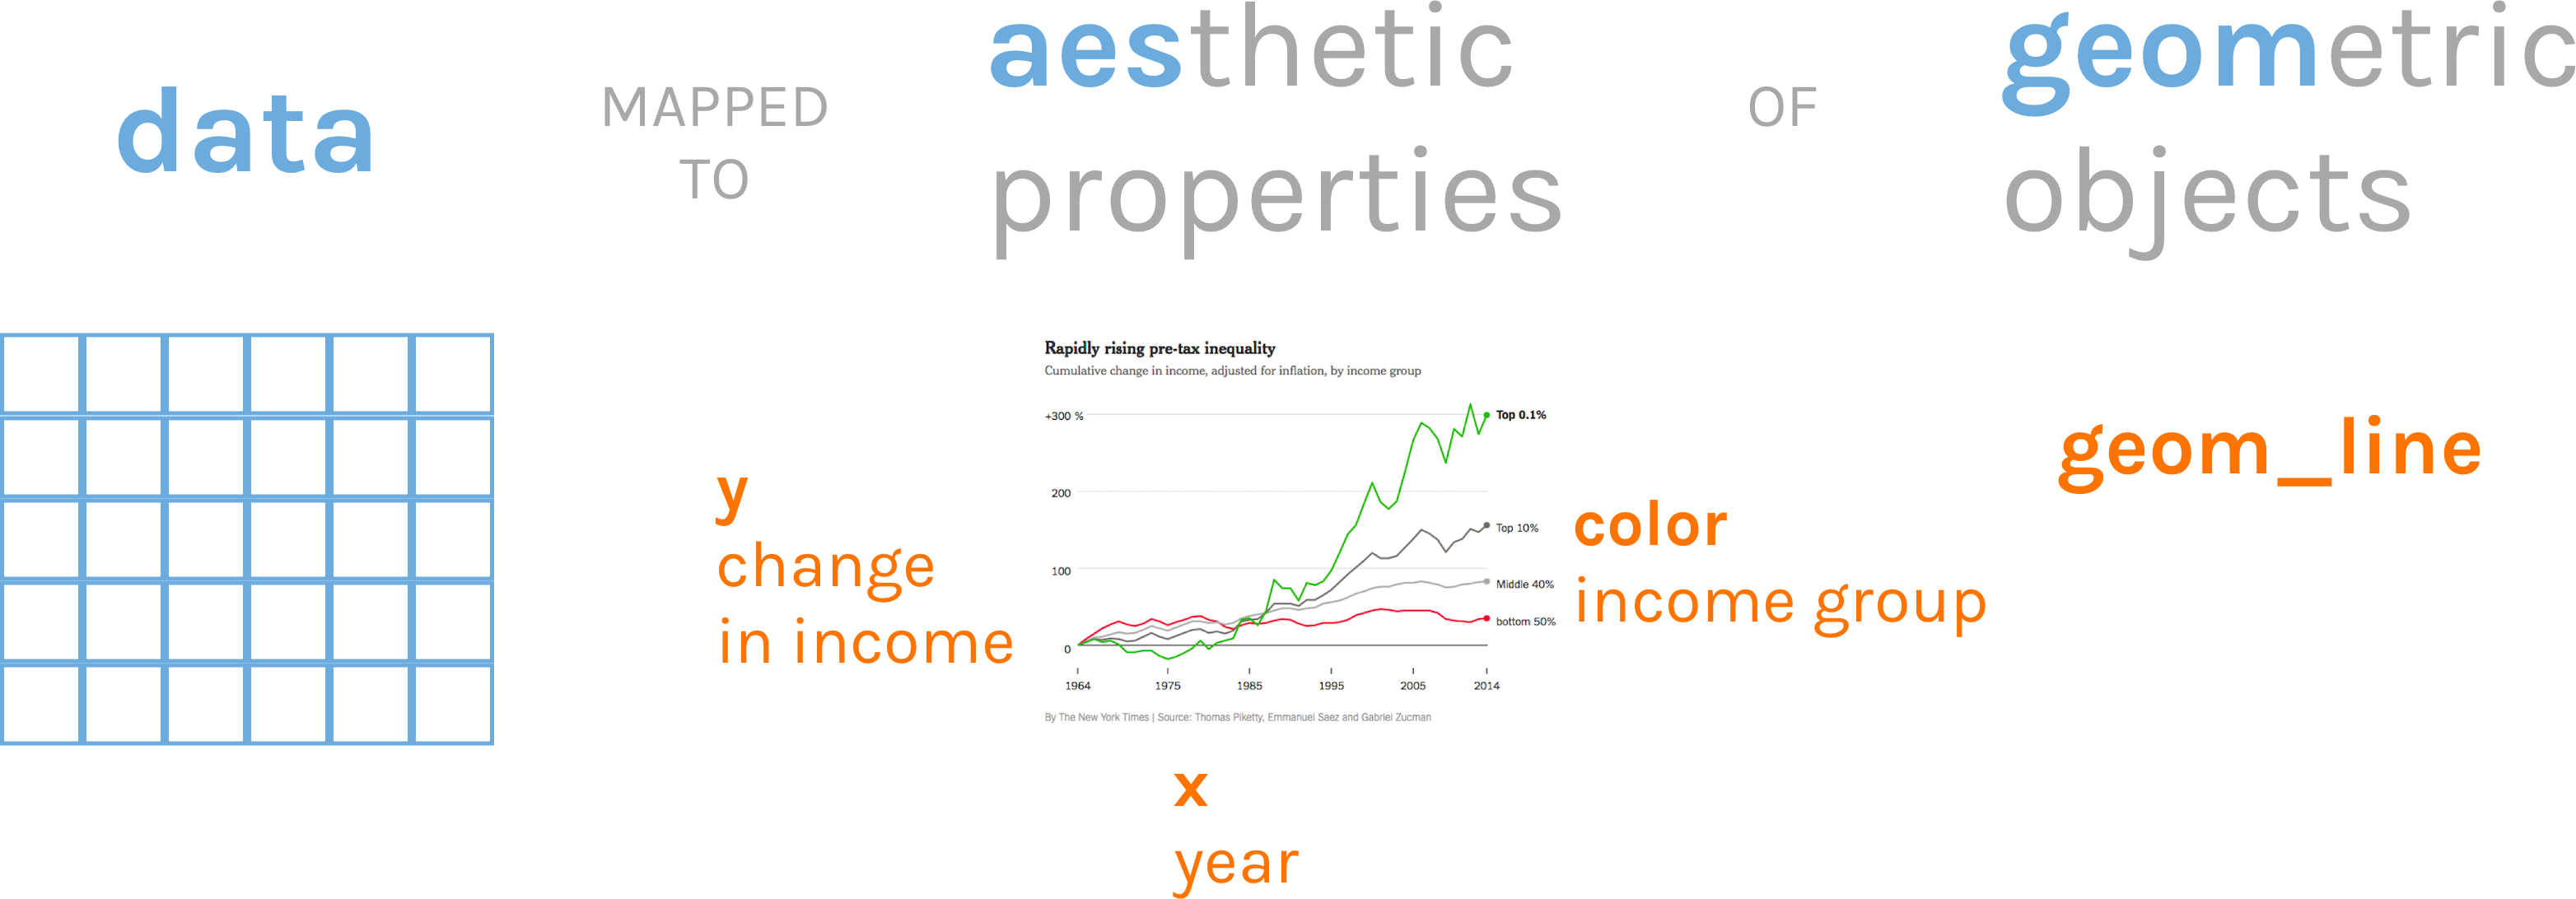 data
MAPPED
TO
aesthetic
properties
OF
geometric
objects
Rapidly rising pre-tax inequality
Cumulative change in income, adjusted for inflation, by income group
+300 %
200
100
0
Top 0.1%
Top 10%
Middle 40%
bottom 50%
1964 1975 1985 1995 2005 2014
By The New York Times | Source: Thomas Piketty, Emmanuel Saez and Gabriel Zucman
y
change
in income
color
income group
geom_line
x
year